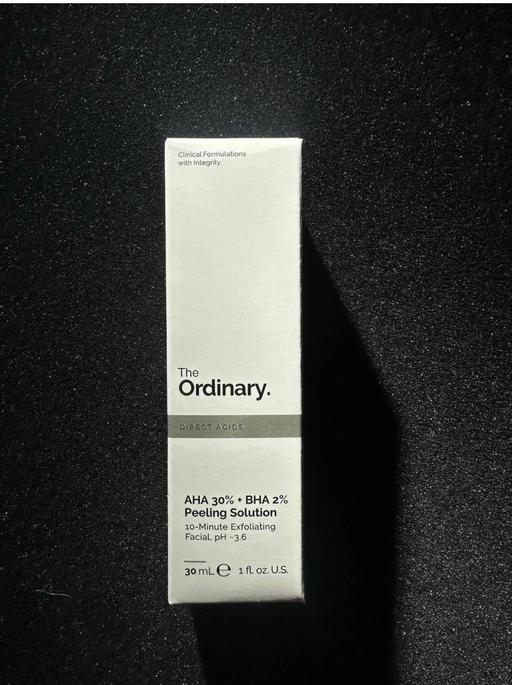 Clinical Formulations
with Integrity.
The
Ordinary.
DIRECT ACIDS
AHA 30% + BHA 2%
Peeling Solution
10-Minute Exfoliating
Facial, pH ~3.6
30 mL ℮ 1 fl. oz. U.S.